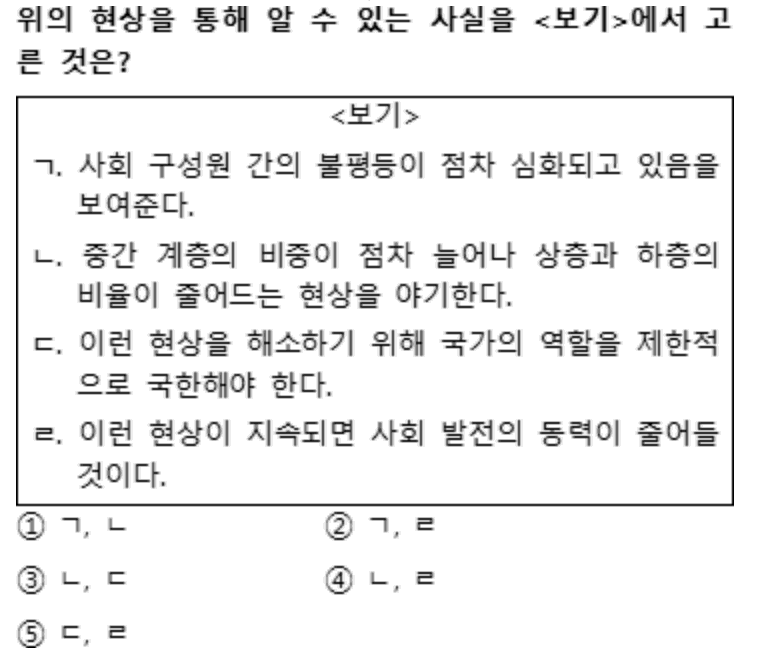 위의 현상을 통해 알 수 있는 사실을 <보기>에서 고
른 것은?
<보기>
ㄱ. 사회 구성원 간의 불평등이 점차 심화되고 있음을
보여준다.
ㄴ. 중간 계층의 비중이 점차 늘어나 상층과 하층의
비율이 줄어드는 현상을 야기한다.
ㄷ. 이런 현상을 해소하기 위해 국가의 역할을 제한적
으로 국한해야 한다.
ㄹ. 이런 현상이 지속되면 사회 발전의 동력이 줄어들
것이다.
① ㄱ, ㄴ ② ㄱ, ㄹ
③ ㄴ, ㄷ ④ ㄴ, ㄹ
⑤ ㄷ, ㄹ